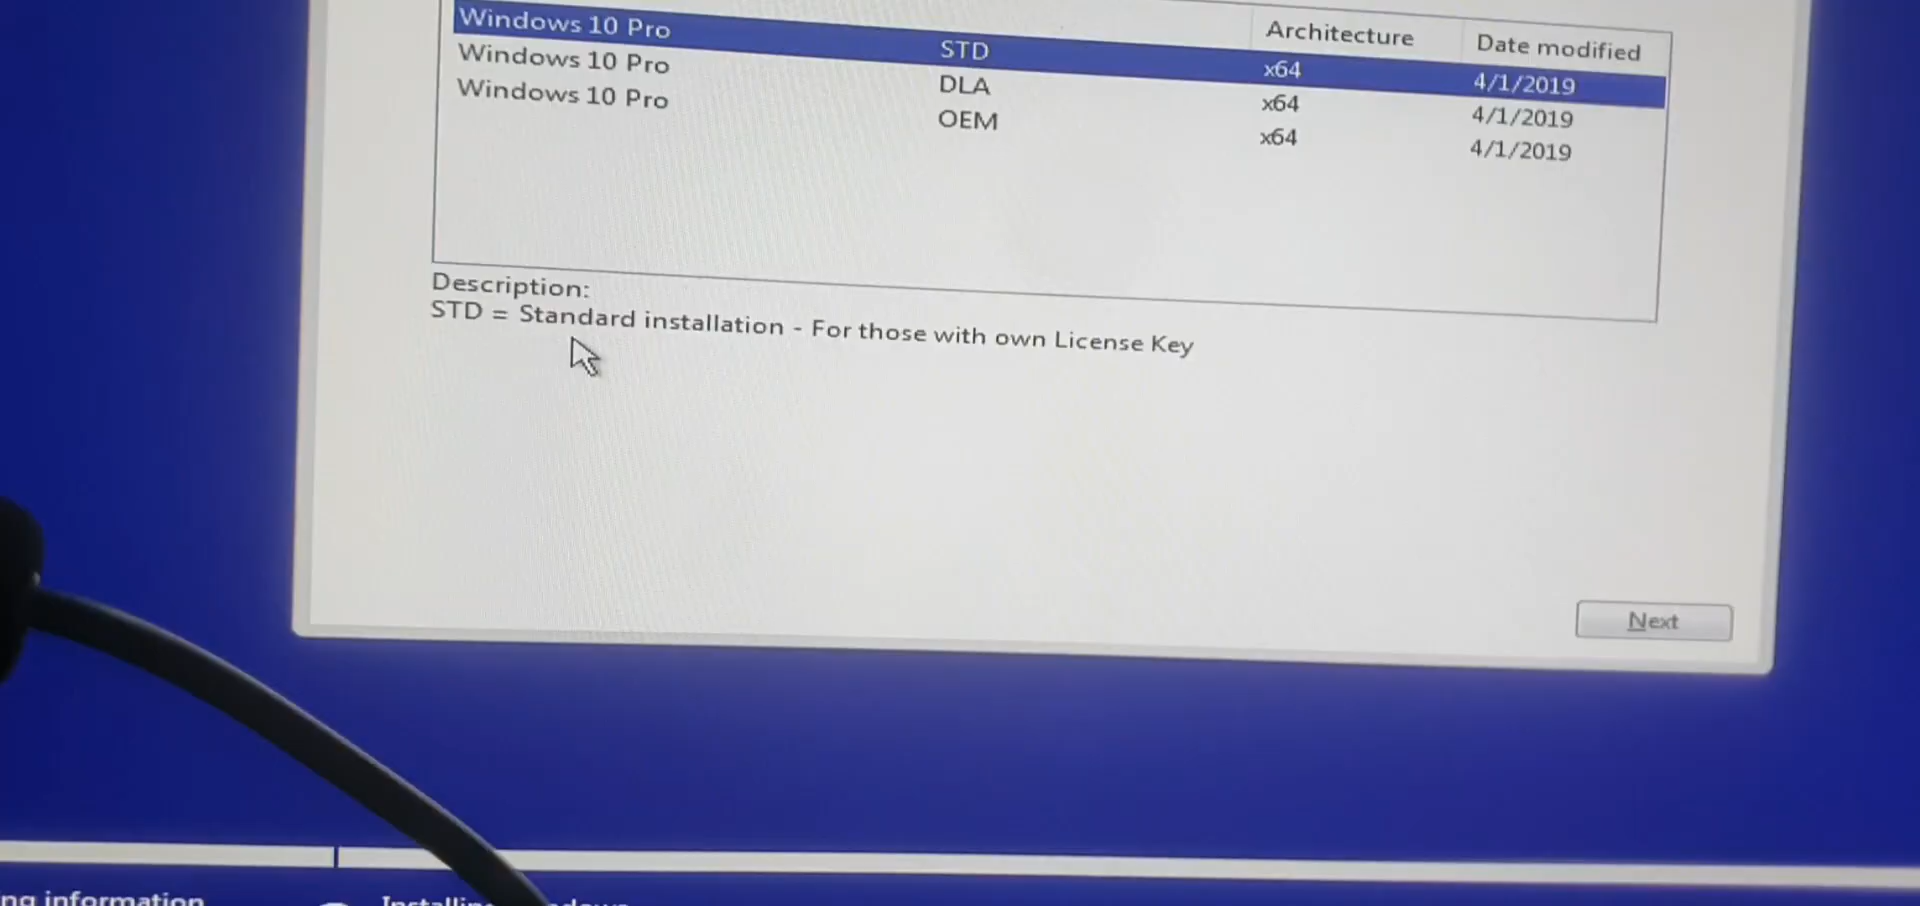 Architecture Date modified
Windows 10 Pro STD x64 4/1/2019
Windows 10 Pro DLA x64 4/1/2019
Windows 10 Pro OEM x64 4/1/2019
Description:
STD = Standard installation - For those with own License Key
Next
information